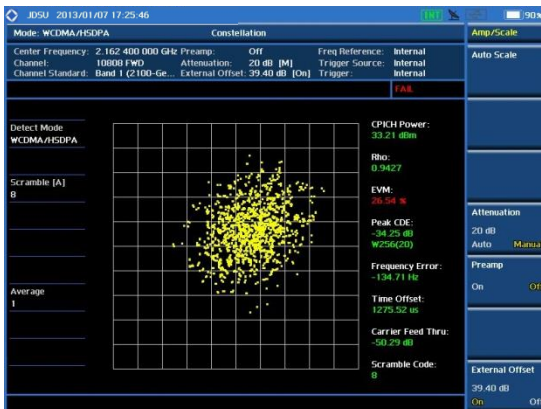 JDSU 2013/01/07 17:25:46
INT
90%
Mode: WCDMA/HSDPA Constellation
Amp/Scale
Center Frequency: 2.162 400 000 GHz Preamp: Off Freq Reference: Internal
Channel: 10808 FWD Attenuation: 20 dB [M] Trigger Source: Internal
Channel Standard: Band 1 (2100-Ge... External Offset: 39.40 dB [On] Trigger: Internal
FAIL
Auto Scale
Detect Mode
WCDMA/HSDPA
Scramble [A]
8
Average
1
CPICH Power:
33.21 dBm
Rho:
0.9427
EVM:
26.54 %
Peak CDE:
-34.25 dB
W256(20)
Frequency Error:
-134.71 Hz
Time Offset:
1275.52 us
Carrier Feed Thru:
-50.29 dB
Scramble Code:
8
Attenuation
20 dB
Auto Manua
Preamp
On Of
External Offset
39.40 dB
On Of